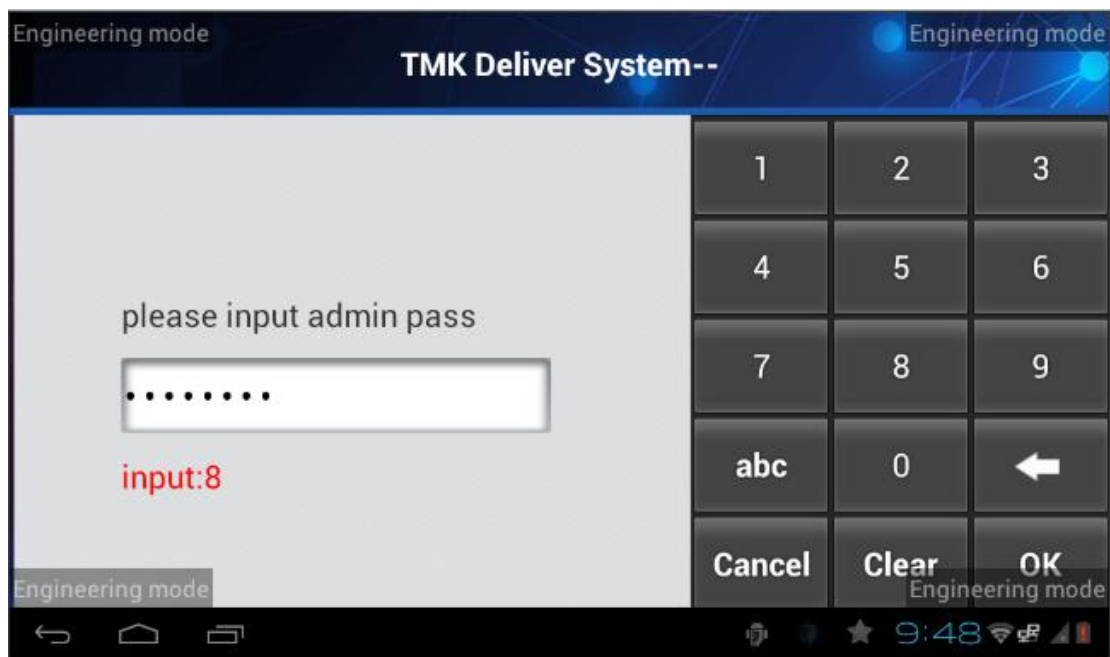 Engineering mode
Engineering mode
TMK Deliver System--
1 2 3
4 5 6
please input admin pass
7 8 9
input:8
abc 0
Cancel Clear OK
Engineering mode
Engineering mode
9:48